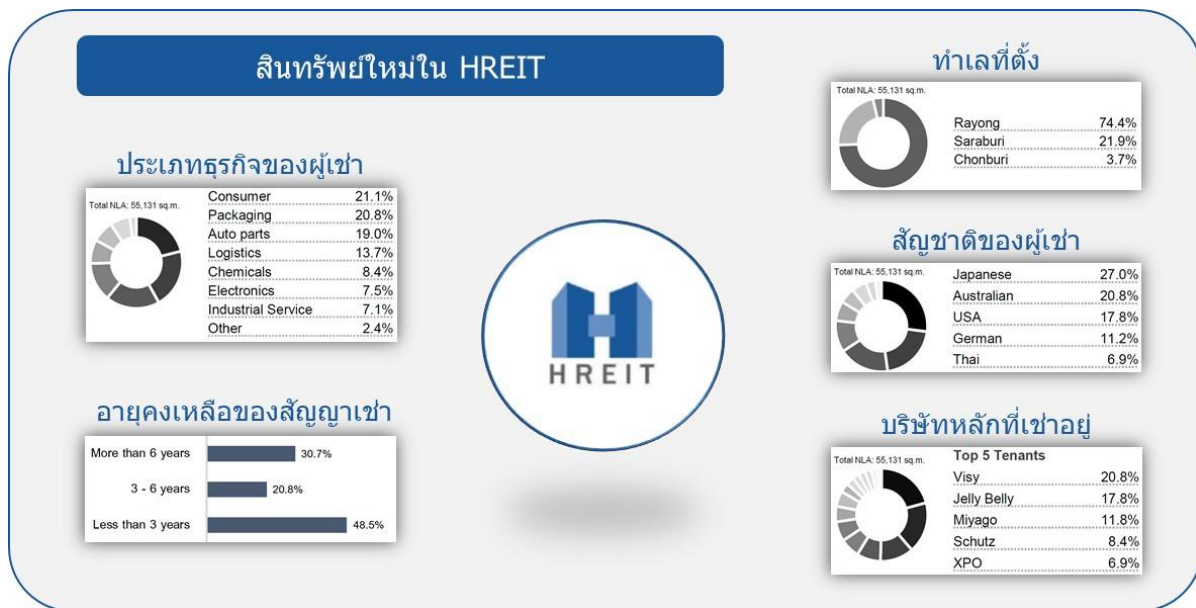 สินทรัพย์ใหม่ใน HREIT
ประเภทธุรกิจของผู้เช่า
Total NLA: 55,131 sq.m.
Consumer 21.1%
Packaging 20.8%
Auto parts 19.0%
Logistics 13.7%
Chemicals 8.4%
Electronics 7.5%
Industrial Service 7.1%
Other 2.4%
อายุคงเหลือของสัญญาเช่า
More than 6 years 30.7%
3 - 6 years 20.8%
Less than 3 years 48.5%
HREIT
ทำเลที่ตั้ง
Total NLA: 55,131 sq.m.
Rayong 74.4%
Saraburi 21.9%
Chonburi 3.7%
สัญชาติของผู้เช่า
Total NLA: 55,131 sq.m.
Japanese 27.0%
Australian 20.8%
USA 17.8%
German 11.2%
Thai 6.9%
บริษัทหลักที่เช่าอยู่
Total NLA: 55,131 sq.m.
Top 5 Tenants
Visy 20.8%
Jelly Belly 17.8%
Miyago 11.8%
Schutz 8.4%
XPO 6.9%